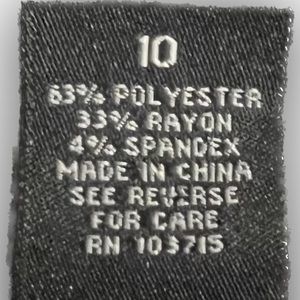 10
63% POLYESTER
33% RAYON
4% SPANDEX
MADE IN CHINA
SEE REVERSE
FOR CARE
RN 103715